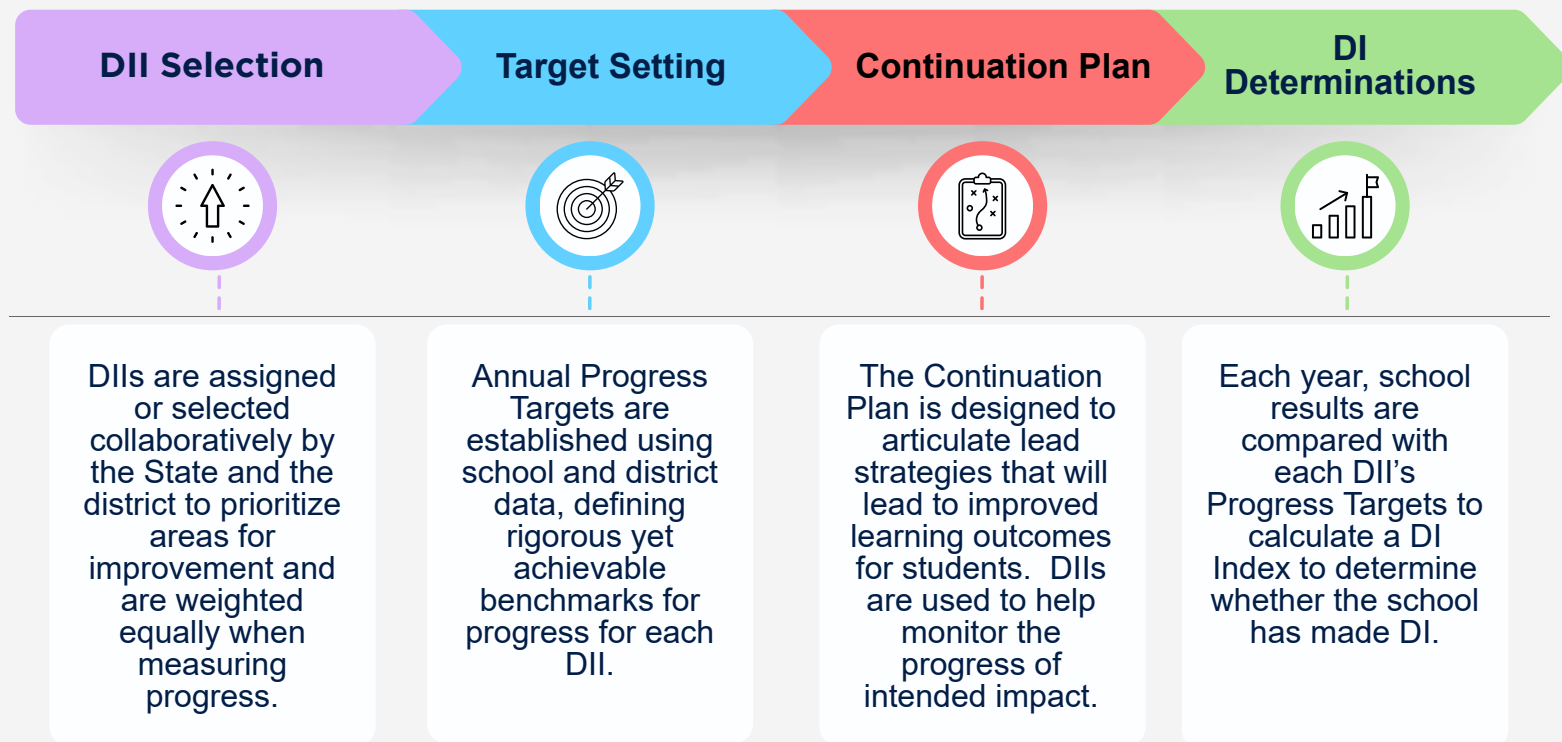 DII Selection
Target Setting
Continuation Plan
DI
Determinations
DIIs are assigned
or selected
collaboratively by
the State and the
district to prioritize
areas for
improvement and
are weighted
equally when
measuring
progress.
Annual Progress
Targets are
established using
school and district
data, defining
rigorous yet
achievable
benchmarks for
progress for each
DII.
The Continuation
Plan is designed to
articulate lead
strategies that will
lead to improved
learning outcomes
for students.  DIIs
are used to help
monitor the
progress of
intended impact.
Each year, school
results are
compared with
each DII’s
Progress Targets to
calculate a DI
Index to determine
whether the school
has made DI.